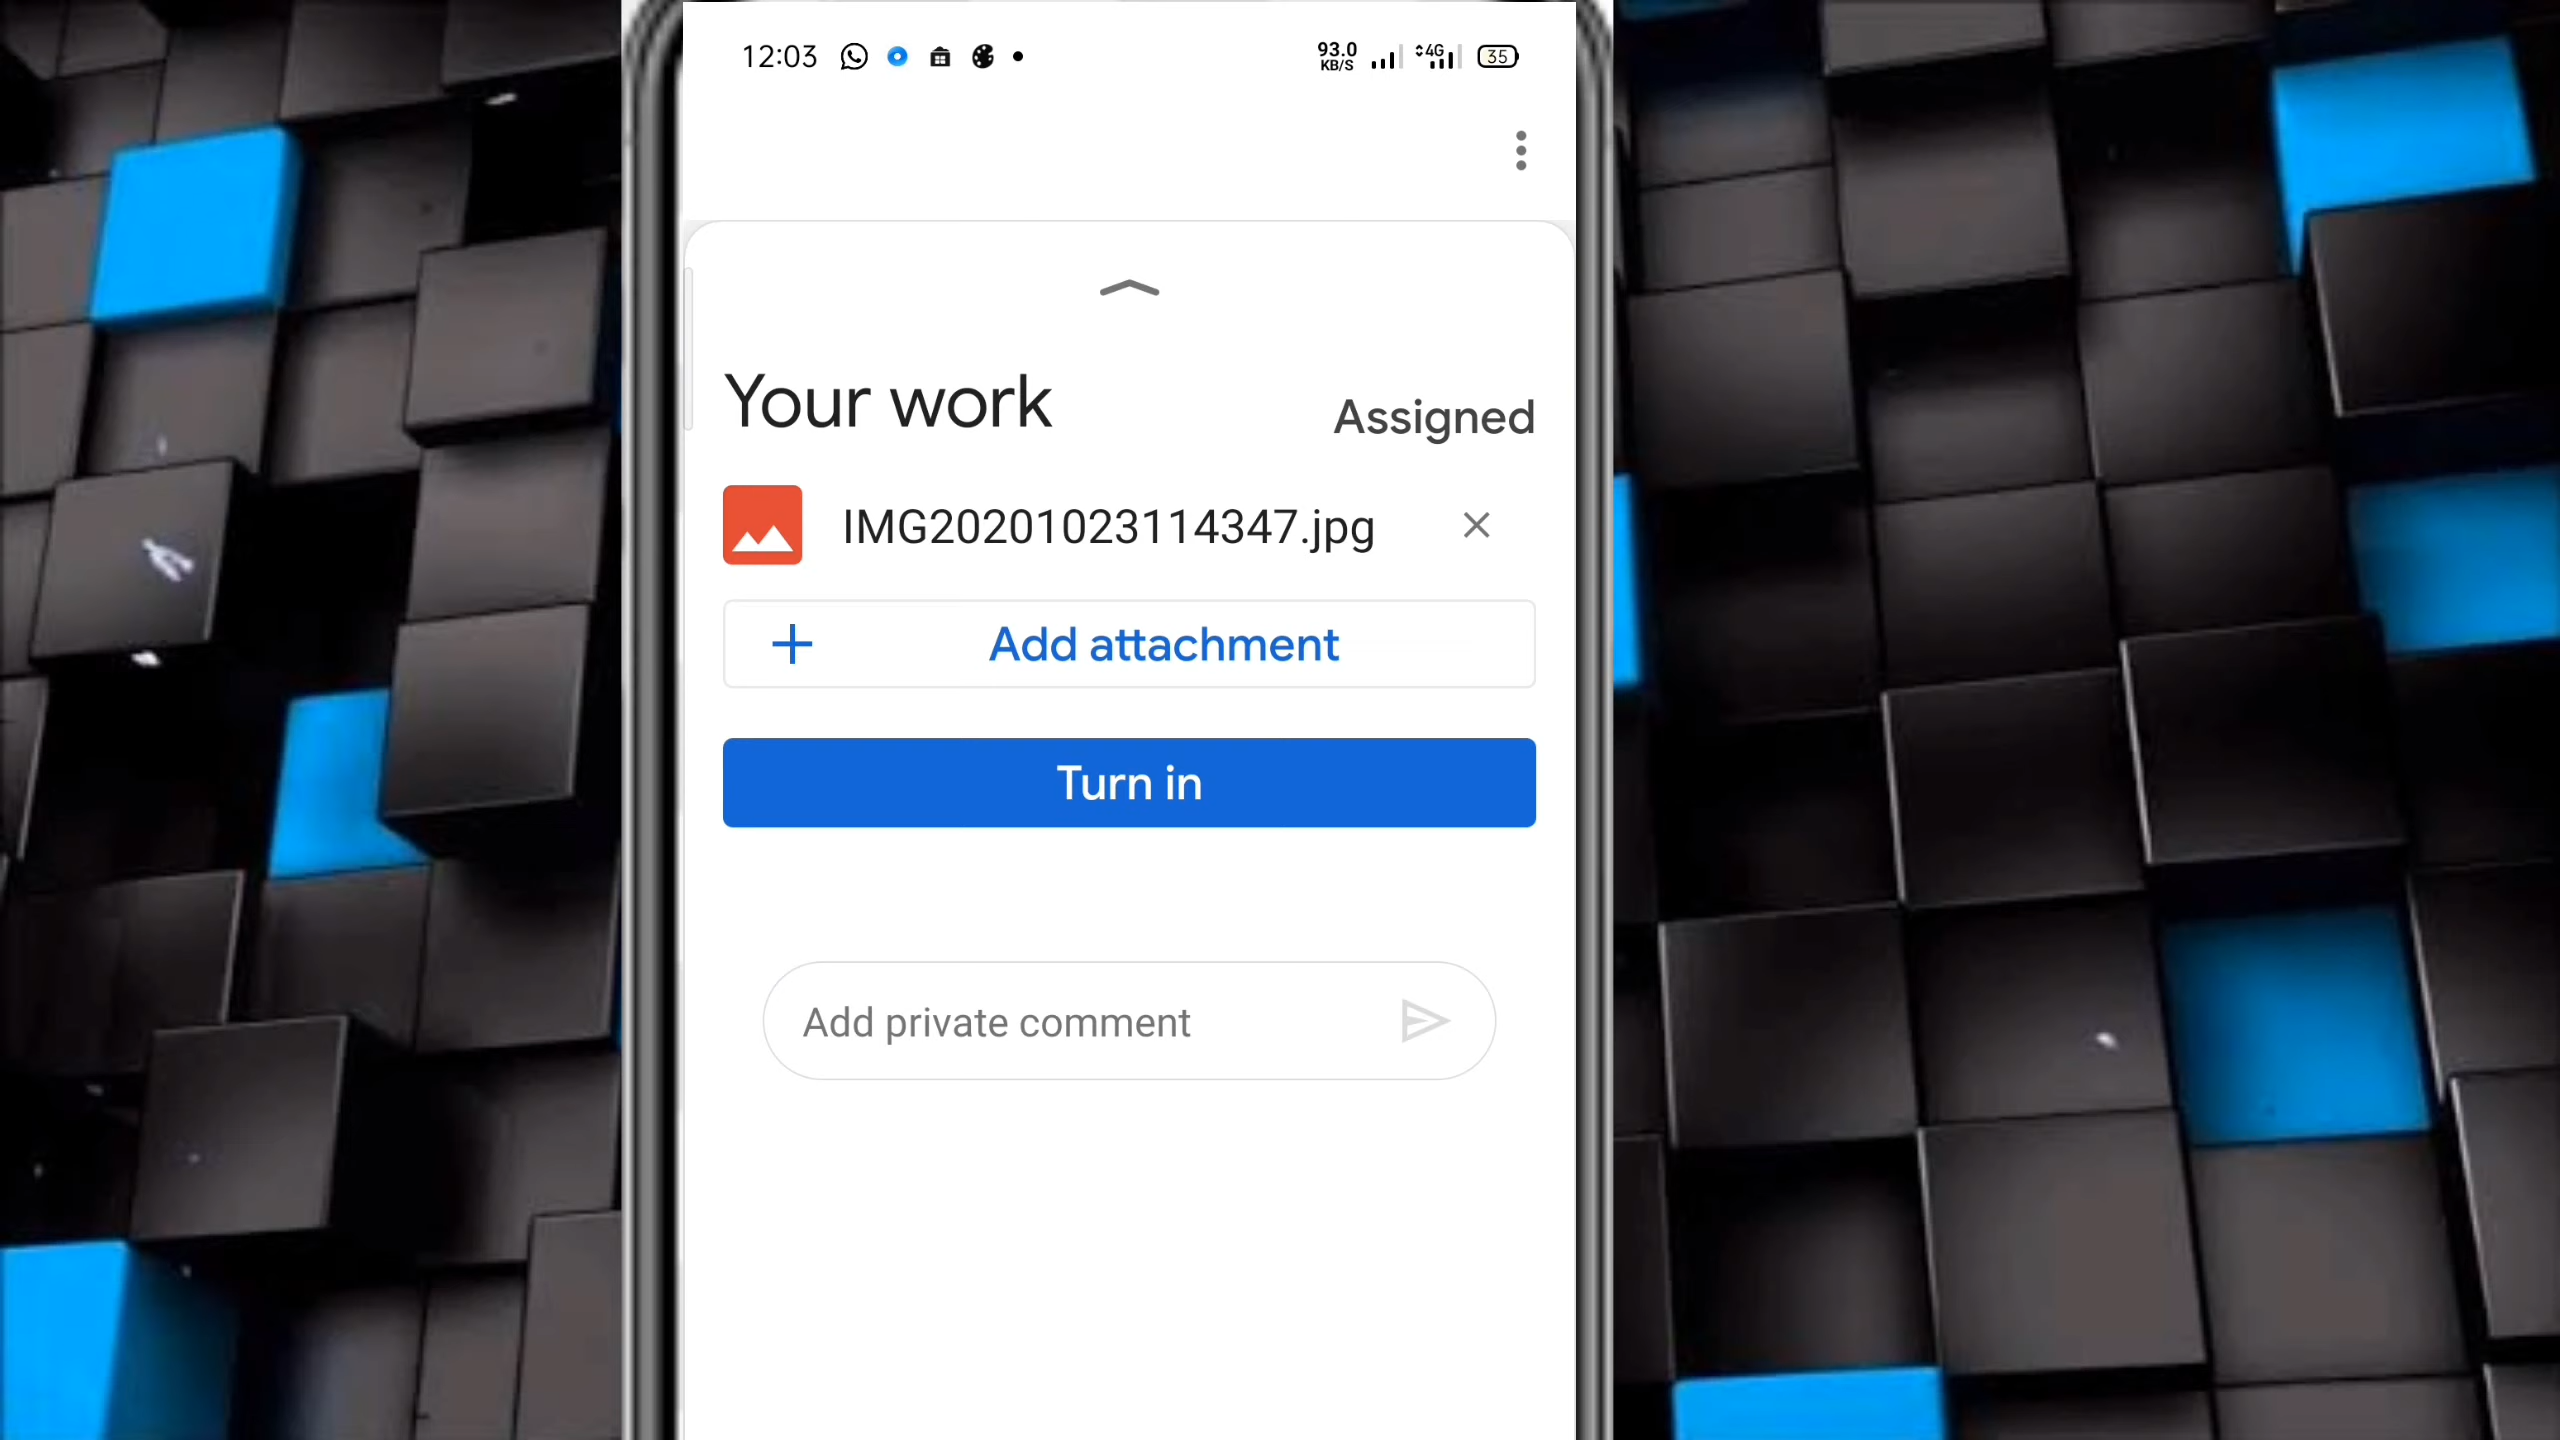 12:03
93.0
KB/S
4G
35
Your work
Assigned
IMG20201023114347.jpg
Add attachment
Turn in
Add private comment